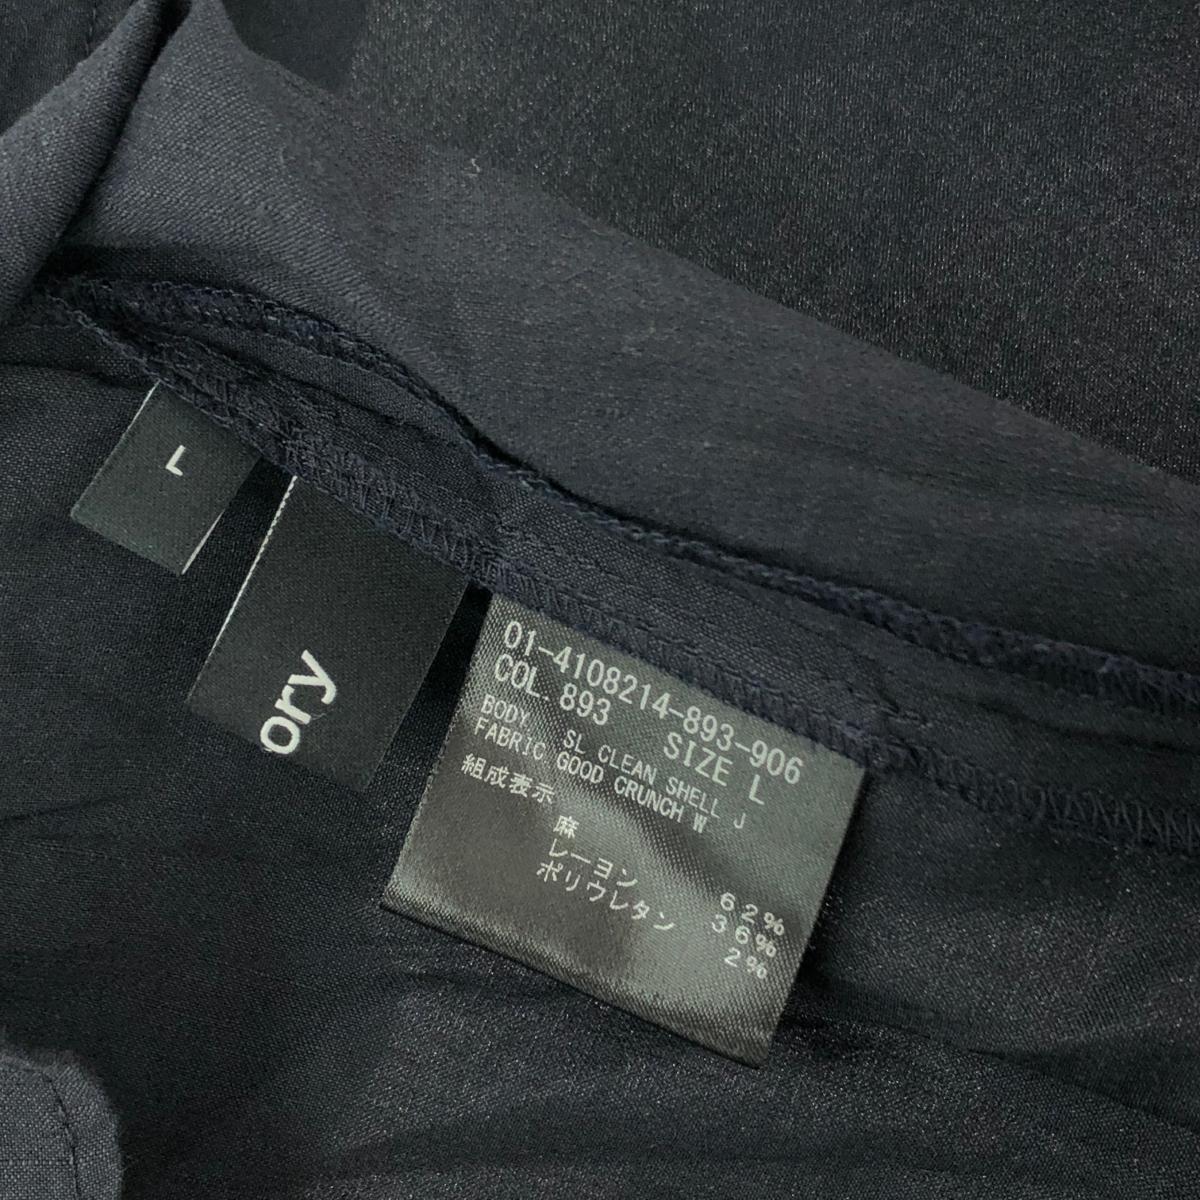 L
ory
01-4108214-893-906
COL. 893 SIZE L
BODY SL CLEAN SHELL J
FABRIC GOOD CRUNCH W
組成表示
麻 62%
レーヨン 36%
ポリウレタン 2%